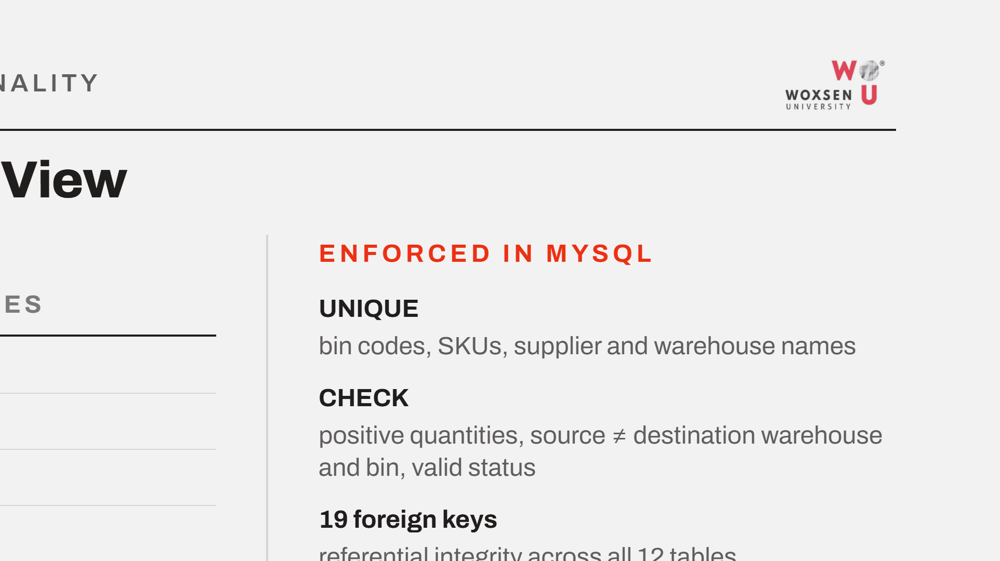 NALITY
W ®
WOXSEN U
UNIVERSITY
View
ENFORCED IN MYSQL
ES
UNIQUE
bin codes, SKUs, supplier and warehouse names
CHECK
positive quantities, source ≠ destination warehouse
and bin, valid status
19 foreign keys
referential integrity across all 12 tables